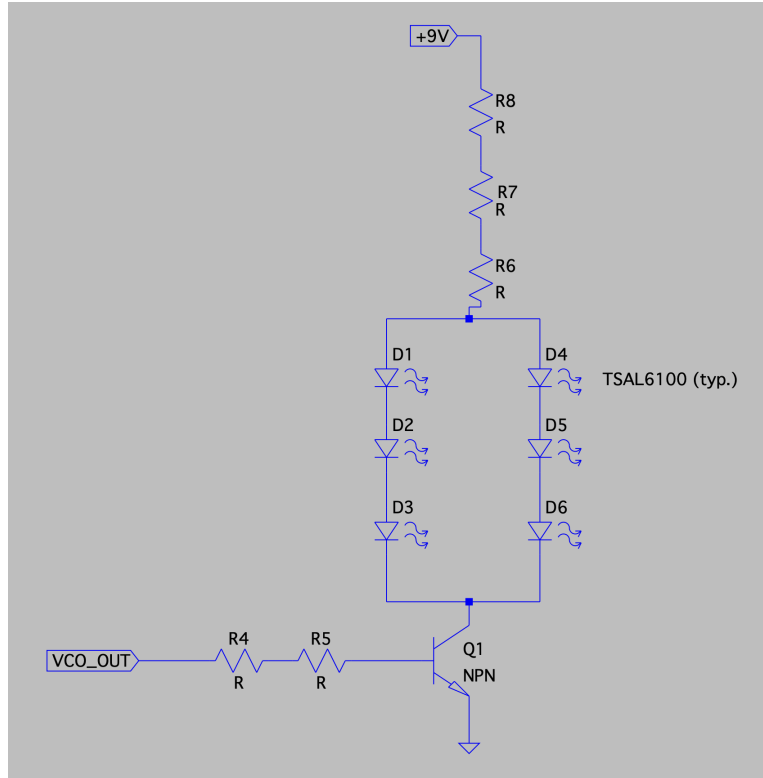 +9V
R8
R
R7
R
R6
R
D1
D4
TSAL6100 (typ.)
D2
D5
D3
D6
R4
R5
Q1
VCO_OUT
NPN
R
R